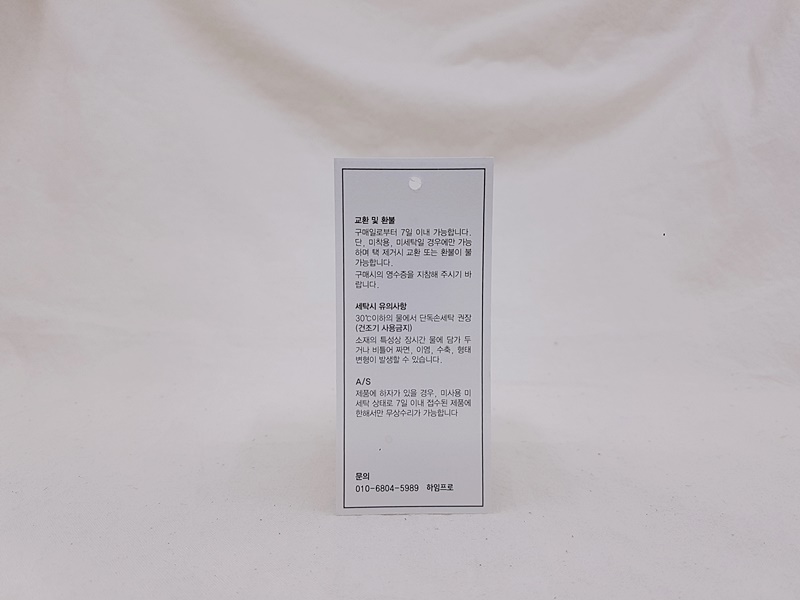 교환 및 환불
구매일로부터 7일 이내 가능합니다.
단, 미착용, 미세탁일 경우에만 가능
하며 택 제거시 교환 또는 환불이 불
가능합니다.
구매시의 영수증을 지참해 주시기 바
랍니다.
세탁시 유의사항
30℃이하의 물에서 단독손세탁 권장
(건조기 사용금지)
소재의 특성상 장시간 물에 담가 두
거나 비틀어 짜면, 이염, 수축, 형태
변형이 발생할 수 있습니다.
A/S
제품에 하자가 있을 경우, 미사용 미
세탁 상태로 7일 이내 접수된 제품에
한해서만 무상수리가 가능합니다
문의
010-6804-5989 하임프로